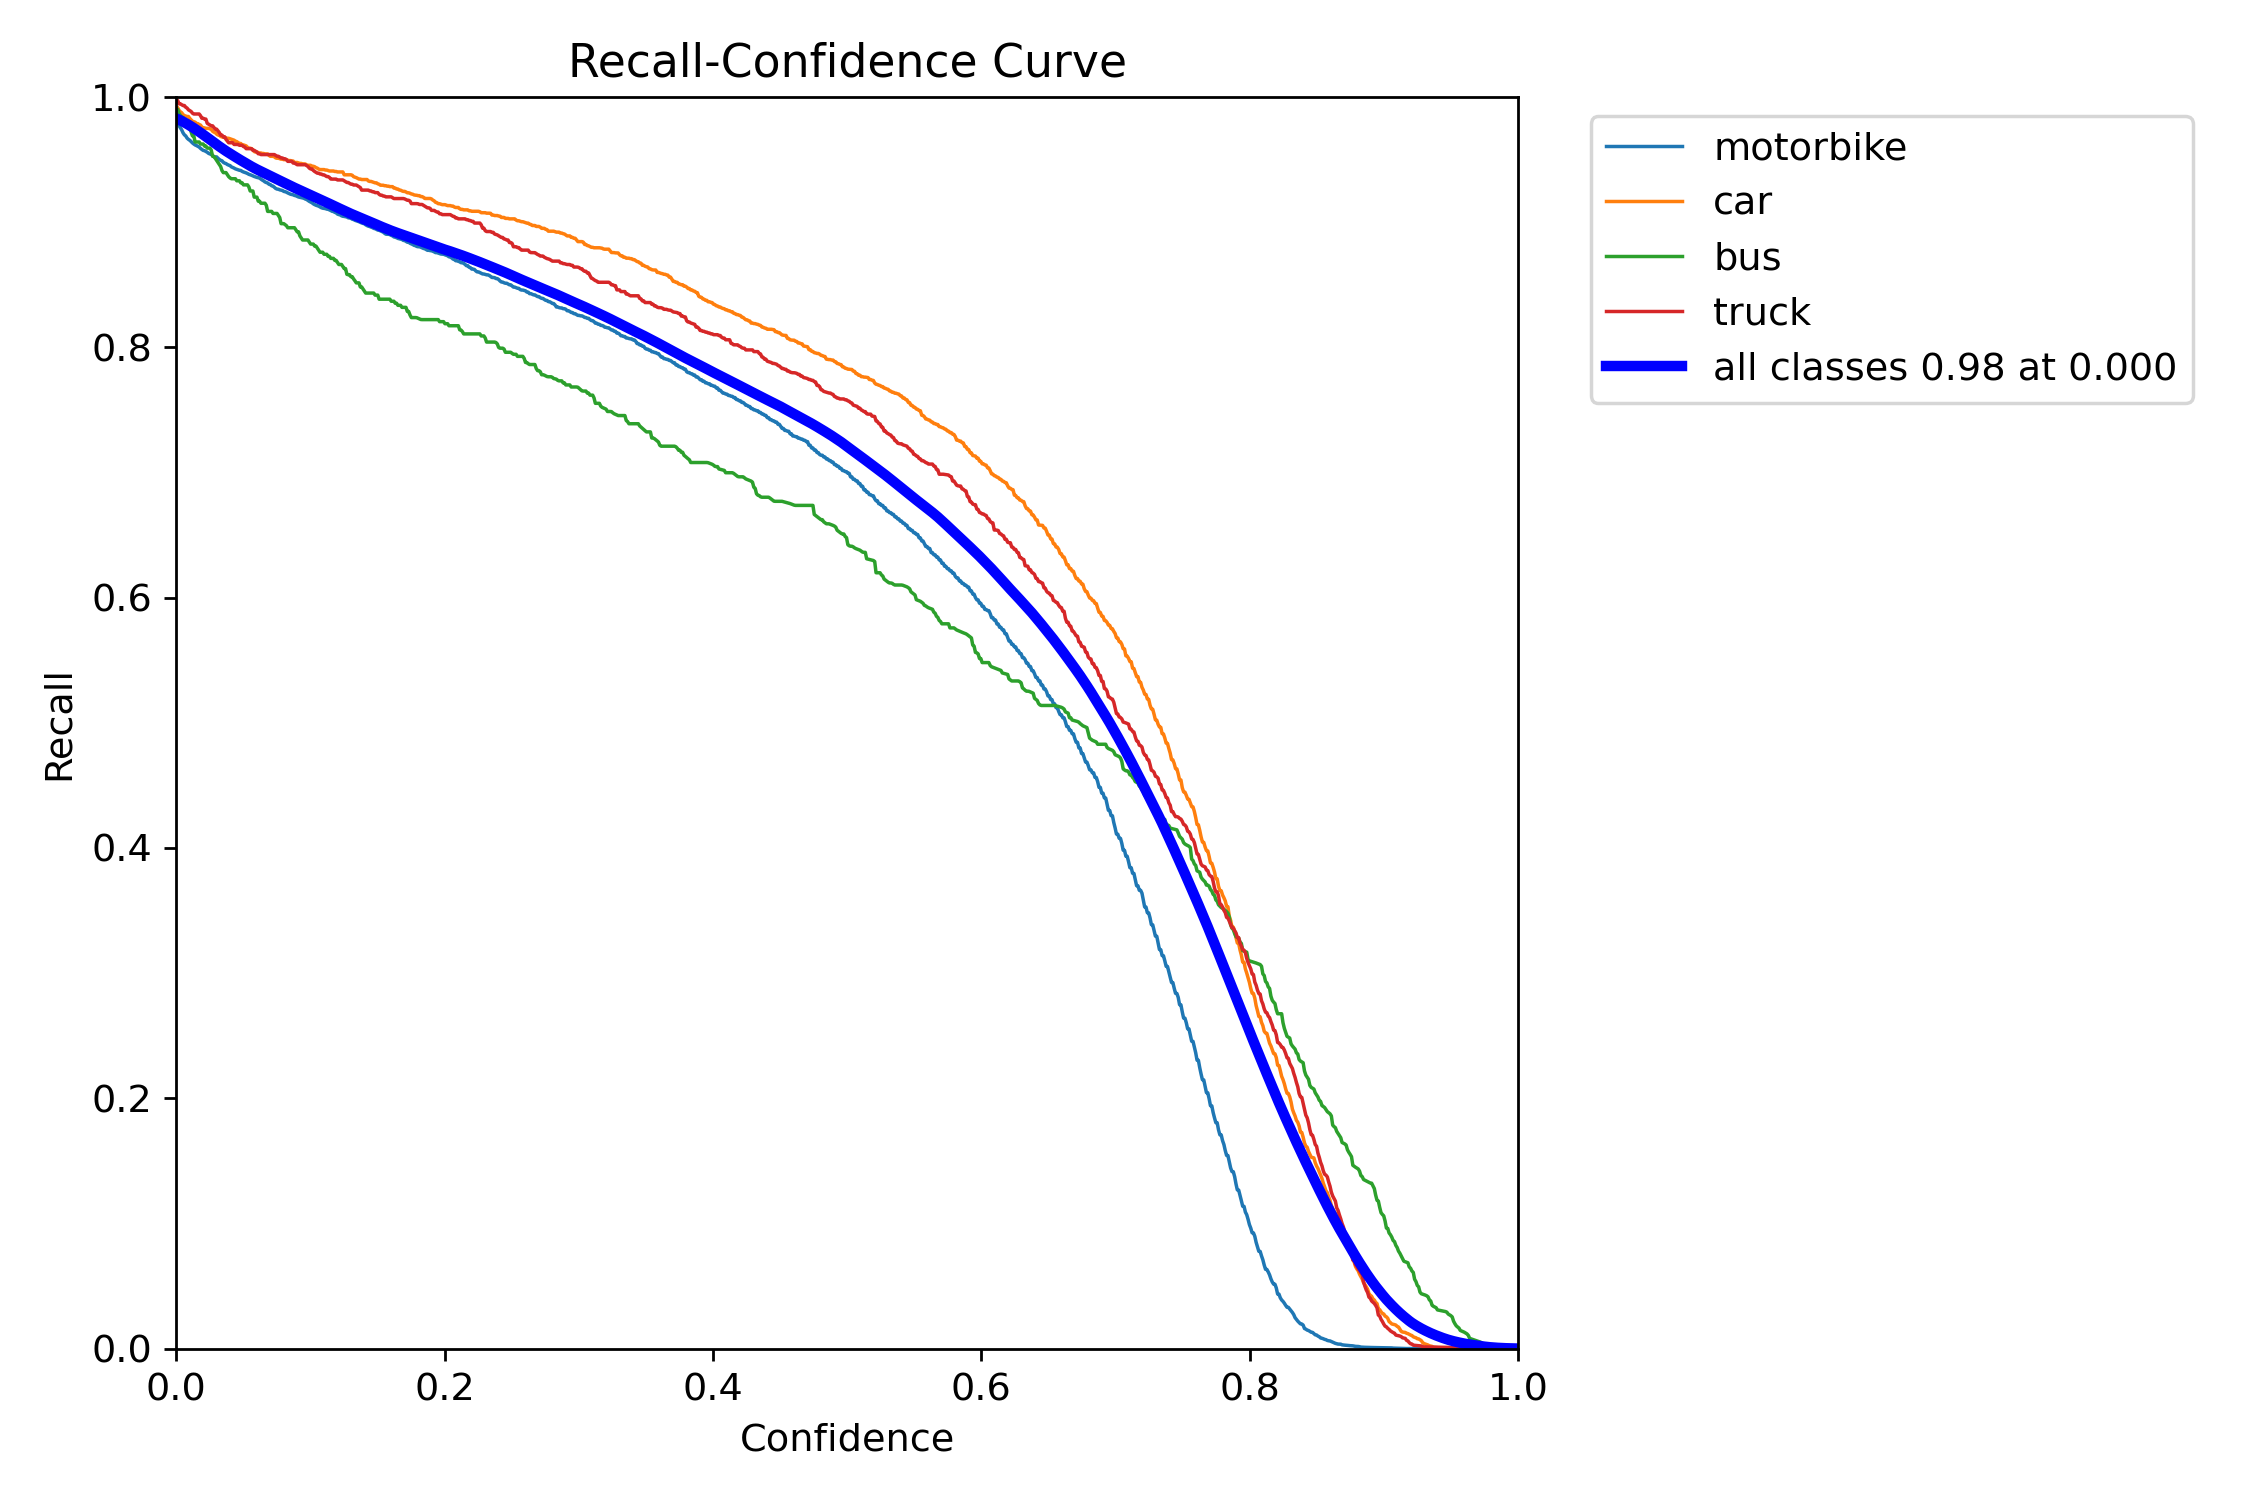 Recall-Confidence Curve
1.0
0.8
0.6
0.4
0.2
0.0
Recall
0.0 0.2 0.4 0.6 0.8 1.0
Confidence
motorbike
car
bus
truck
all classes 0.98 at 0.000